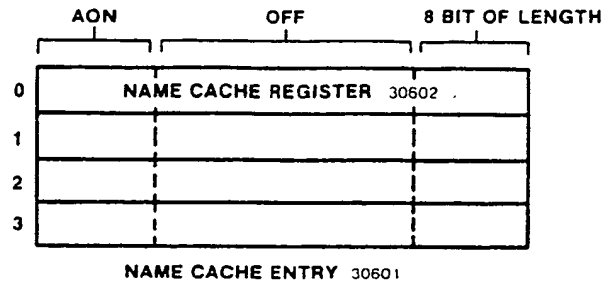 AON OFF 8 BIT OF LENGTH
0 NAME CACHE REGISTER 30602
1
2
3
NAME CACHE ENTRY 30601